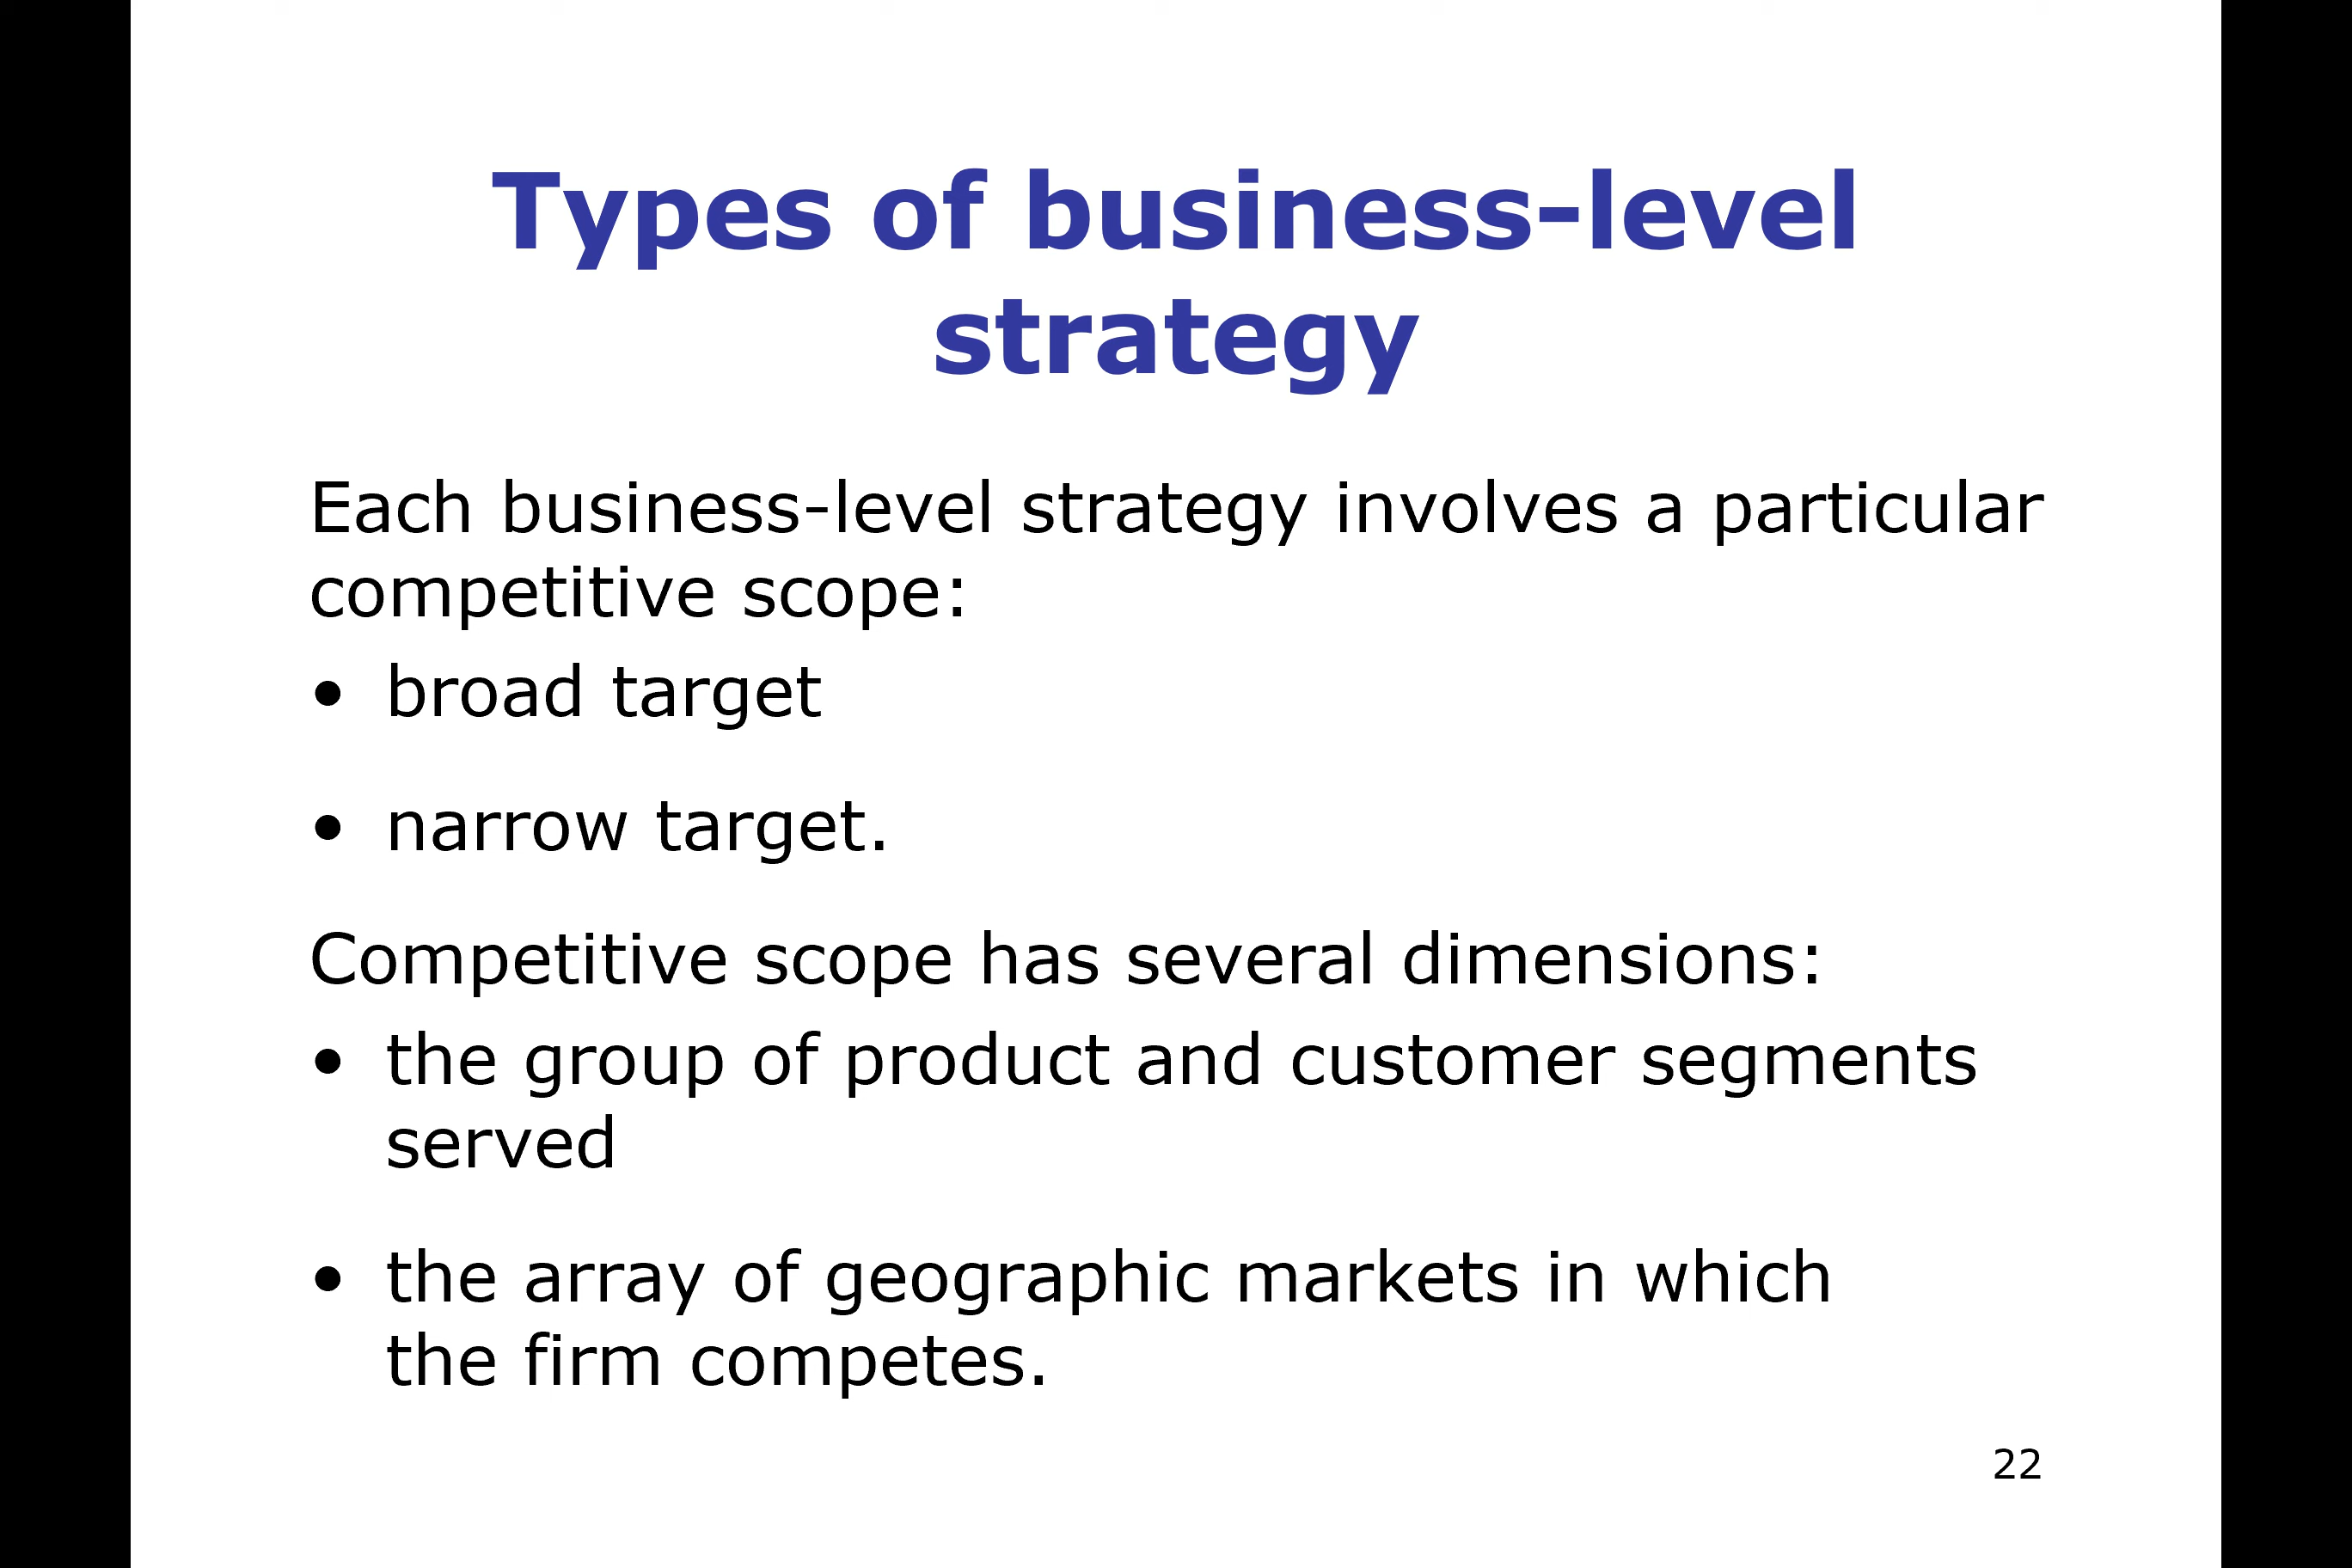 Types of business-level
strategy
Each business-level strategy involves a particular
competitive scope:
• broad target
• narrow target.
Competitive scope has several dimensions:
• the group of product and customer segments
served
• the array of geographic markets in which
the firm competes.
22